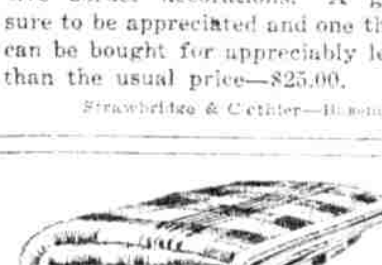 sure to be appreciated and one th
can be bought for appreciably le
than the usual price—$25.00.
Strawbridge & Clothier—